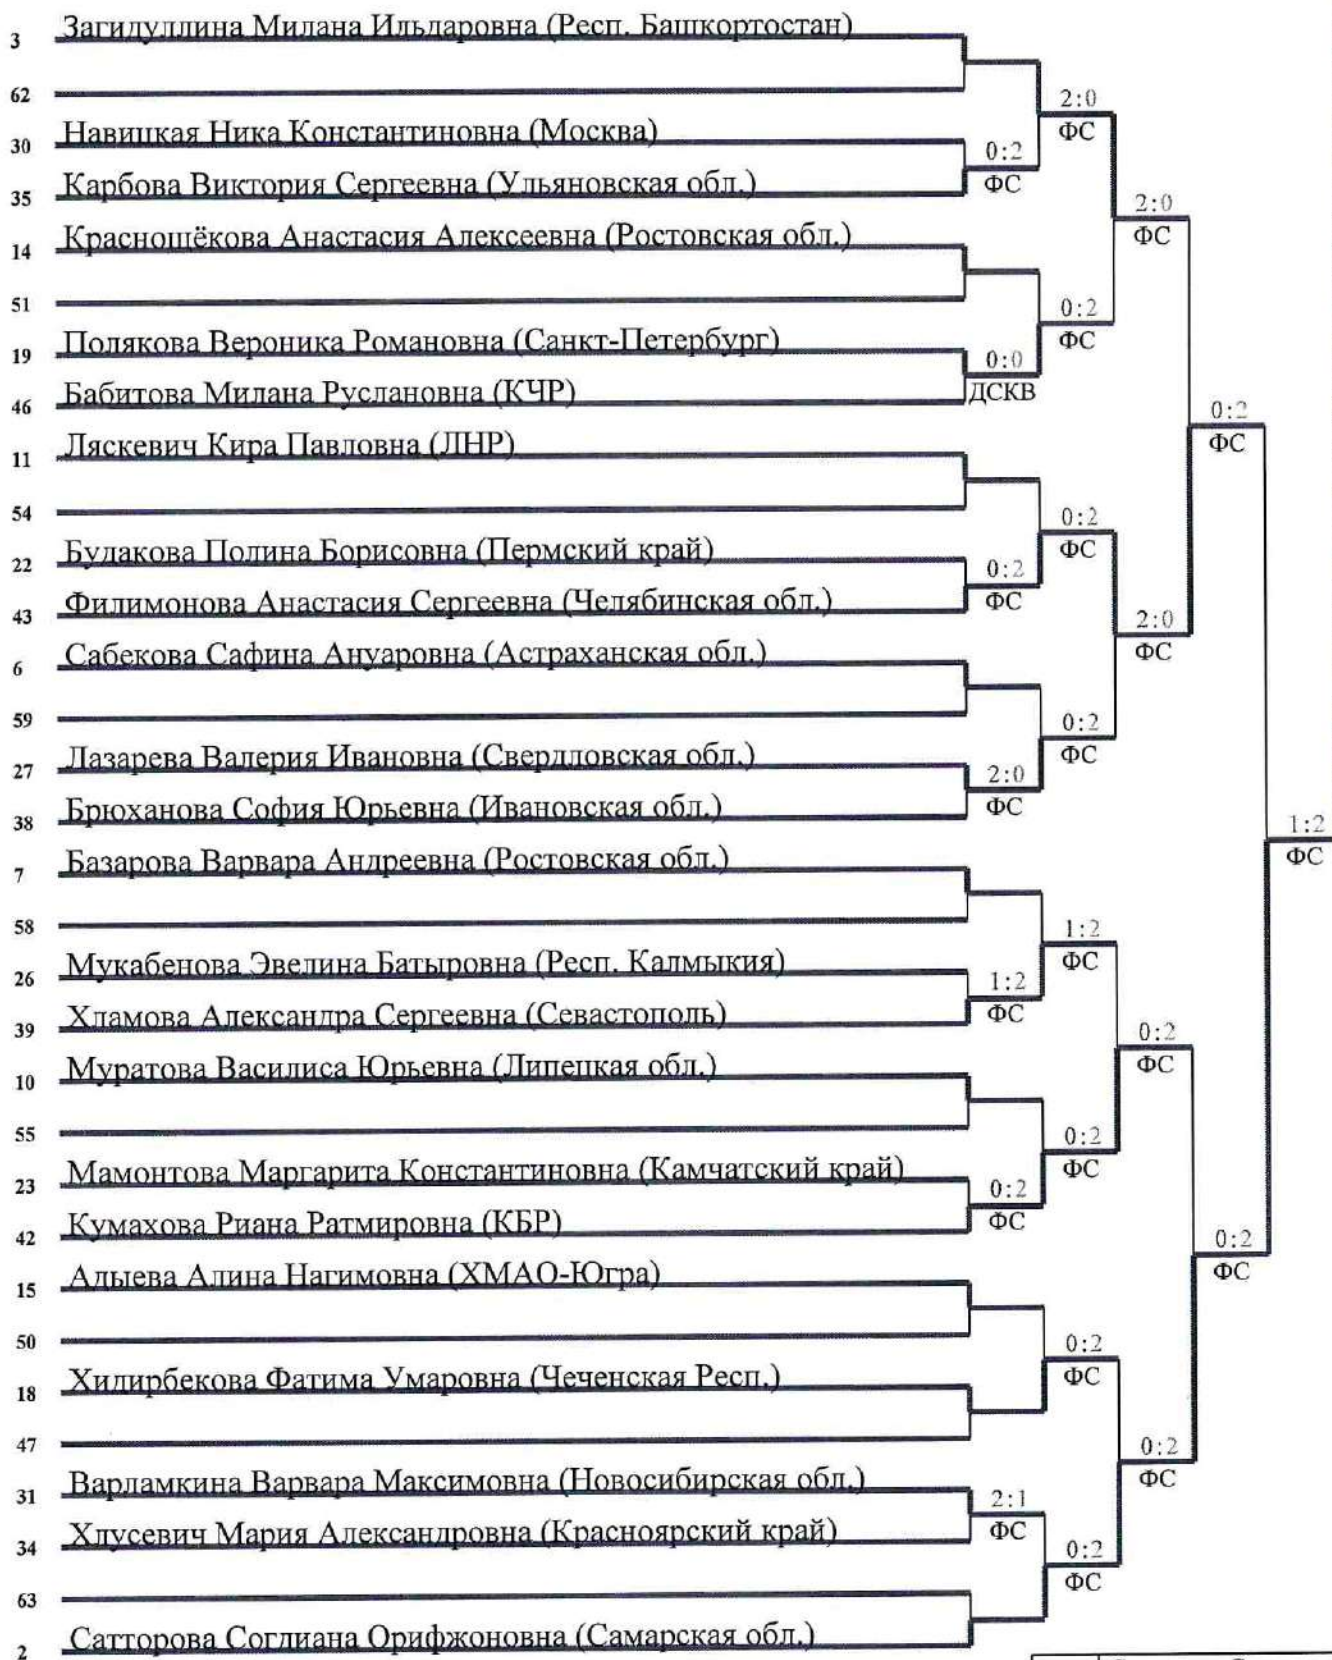 3 Загидуллина Милана Ильдаровна (Респ. Башкортостан)
62
2:0
ФС
30 Навицкая Ника Константиновна (Москва)
0:2
ФС
35 Карбова Виктория Сергеевна (Ульяновская обл.)
2:0
ФС
14 Краснощёкова Анастасия Алексеевна (Ростовская обл.)
51
0:2
ФС
19 Полякова Вероника Романовна (Санкт-Петербург)
0:0
ДСКВ
46 Бабитова Милана Руслановна (КЧР)
0:2
ФС
11 Ляскевич Кира Павловна (ЛНР)
54
0:2
ФС
22 Будакова Полина Борисовна (Пермский край)
0:2
ФС
43 Филимонова Анастасия Сергеевна (Челябинская обл.)
2:0
ФС
6 Сабекова Сафина Ануаровна (Астраханская обл.)
59
0:2
ФС
27 Лазарева Валерия Ивановна (Свердловская обл.)
2:0
ФС
38 Брюханова София Юрьевна (Ивановская обл.)
1:2
ФС
7 Базарова Варвара Андреевна (Ростовская обл.)
58
1:2
ФС
26 Мукабенова Эвелина Батыровна (Респ. Калмыкия)
1:2
ФС
39 Хламова Александра Сергеевна (Севастополь)
0:2
ФС
10 Муратова Василиса Юрьевна (Липецкая обл.)
55
0:2
ФС
23 Мамонтова Маргарита Константиновна (Камчатский край)
0:2
ФС
42 Кумахова Риана Ратмировна (КБР)
0:2
ФС
15 Адыева Алина Нагимовна (ХМАО-Югра)
50
0:2
ФС
18 Хидирбекова Фатима Умаровна (Чеченская Респ.)
47
0:2
ФС
31 Варламкина Варвара Максимовна (Новосибирская обл.)
2:1
ФС
34 Хлусевич Мария Александровна (Красноярский край)
0:2
ФС
63
2 Сатторова Согдиана Орифжоновна (Самарская обл.)